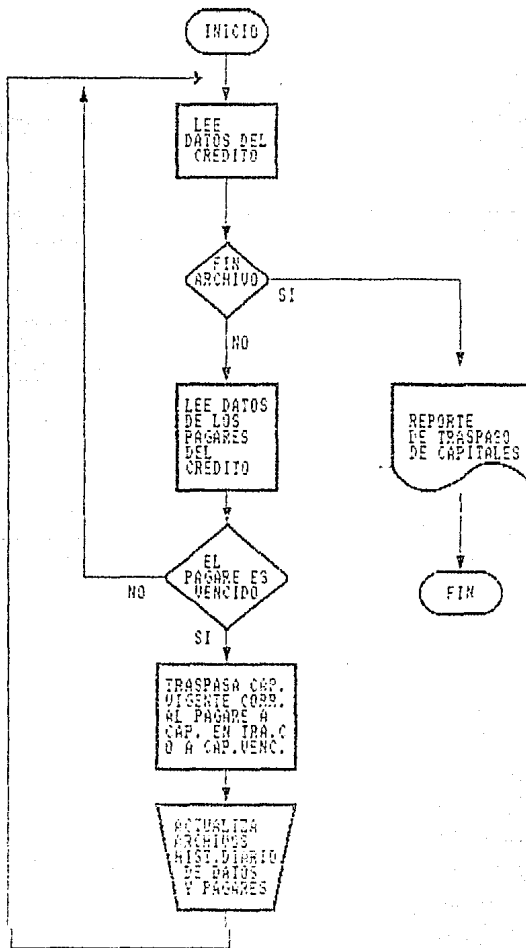 INICIO
LEE
DATOS DEL
CREDITO
FIN
ARCHIVO
SI
NO
LEE DATOS
DE LOS
PAGARES
DEL
CREDITO
REPORTE
DE TRASPASO
DE CAPITALES
EL
PAGARE ES
VENCIDO
NO
FIN
SI
TRASPASA CAP.
VIGENTE CORR.
AL PAGARE A
CAP. EN TRA.C
O A CAP.VENC.
ACTUALIZA
ARCHIVOS
HIST.DIARIO
DE DATOS
Y PAGARES